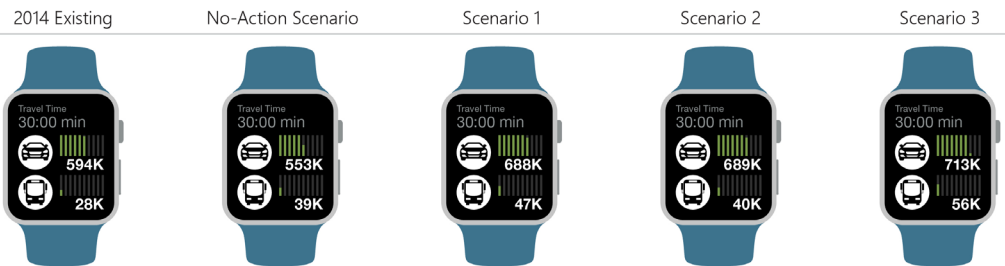 2014 Existing
No-Action Scenario
Scenario 1
Scenario 2
Scenario 3
Travel Time
30:00 min
594K
28K
Travel Time
30:00 min
553K
39K
Travel Time
30:00 min
688K
47K
Travel Time
30:00 min
689K
40K
Travel Time
30:00 min
713K
56K